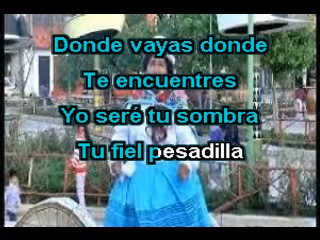 Donde vayas donde
Te encuentres
Yo seré tu sombra
Tu fiel pesadilla